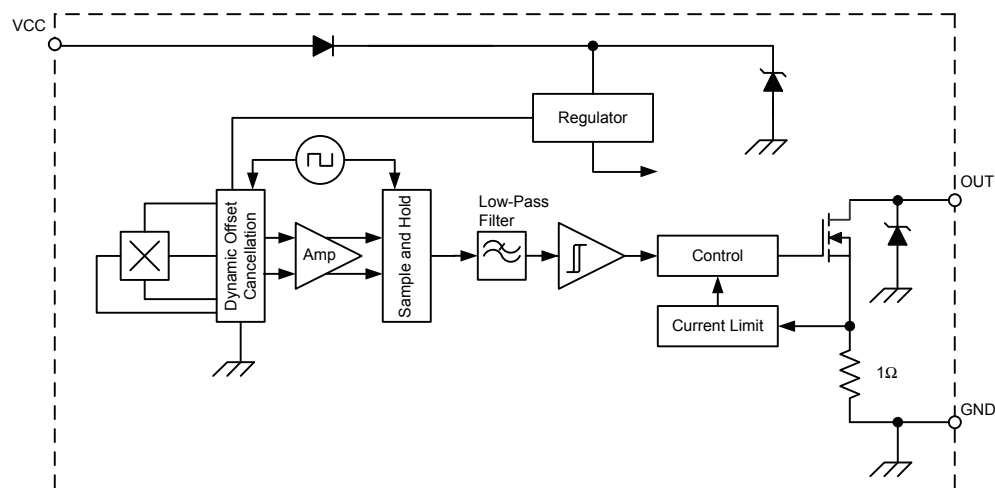 VCC
Regulator
OUT
Dynamic Offset
Cancellation
Amp
Sample and Hold
Low-Pass
Filter
Control
Current Limit
1Ω
GND